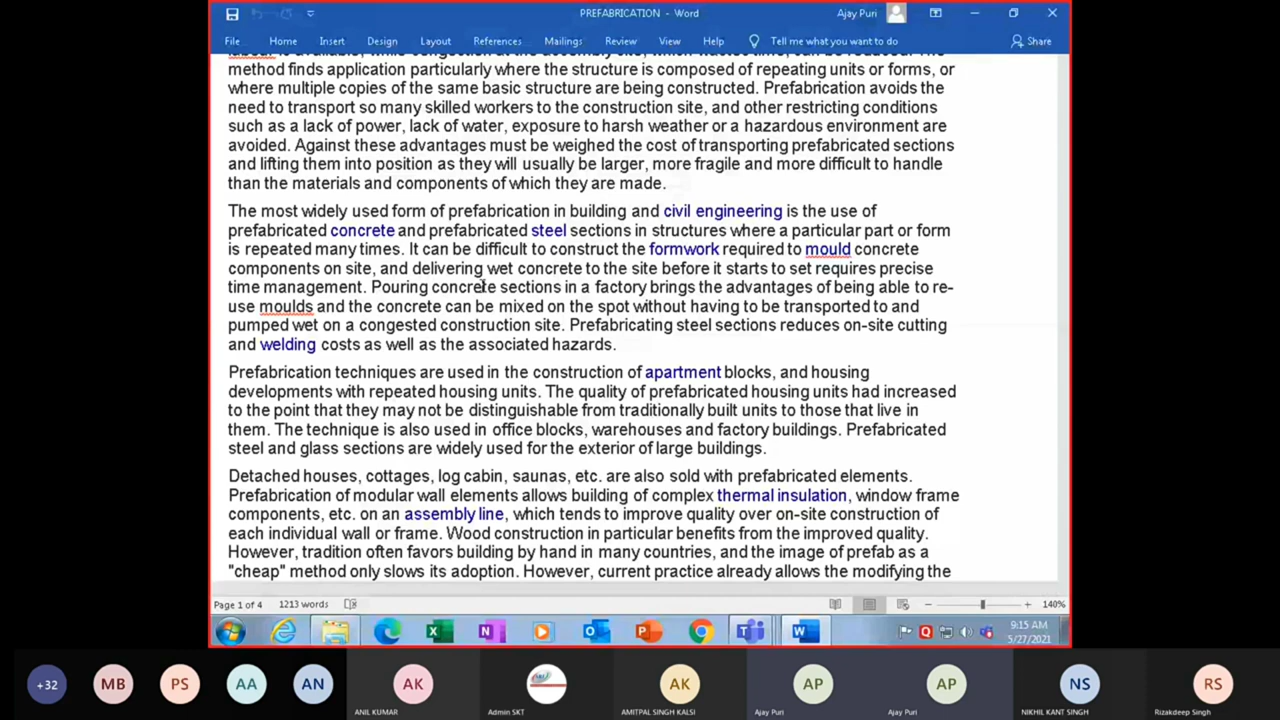 PREFABRICATION - Word
Ajay Puri
File Home Insert Design Layout References Mailings Review View Help Tell me what you want to do Share
method finds application particularly where the structure is composed of repeating units or forms, or
where multiple copies of the same basic structure are being constructed. Prefabrication avoids the
need to transport so many skilled workers to the construction site, and other restricting conditions
such as a lack of power, lack of water, exposure to harsh weather or a hazardous environment are
avoided. Against these advantages must be weighed the cost of transporting prefabricated sections
and lifting them into position as they will usually be larger, more fragile and more difficult to handle
than the materials and components of which they are made.
The most widely used form of prefabrication in building and civil engineering is the use of
prefabricated concrete and prefabricated steel sections in structures where a particular part or form
is repeated many times. It can be difficult to construct the formwork required to mould concrete
components on site, and delivering wet concrete to the site before it starts to set requires precise
time management. Pouring concrete sections in a factory brings the advantages of being able to re-
use moulds and the concrete can be mixed on the spot without having to be transported to and
pumped wet on a congested construction site. Prefabricating steel sections reduces on-site cutting
and welding costs as well as the associated hazards.
Prefabrication techniques are used in the construction of apartment blocks, and housing
developments with repeated housing units. The quality of prefabricated housing units had increased
to the point that they may not be distinguishable from traditionally built units to those that live in
them. The technique is also used in office blocks, warehouses and factory buildings. Prefabricated
steel and glass sections are widely used for the exterior of large buildings.
Detached houses, cottages, log cabin, saunas, etc. are also sold with prefabricated elements.
Prefabrication of modular wall elements allows building of complex thermal insulation, window frame
components, etc. on an assembly line, which tends to improve quality over on-site construction of
each individual wall or frame. Wood construction in particular benefits from the improved quality.
However, tradition often favors building by hand in many countries, and the image of prefab as a
"cheap" method only slows its adoption. However, current practice already allows the modifying the
Page 1 of 4 1213 words 140%
9:15 AM
5/27/2021
+32 MB PS AA AN AK AK AP AP NS RS
ANIL KUMAR Admin SKT AMITPAL SINGH KALSI Ajay Puri Ajay Puri NIKHIL KANT SINGH Rizakdeep Singh